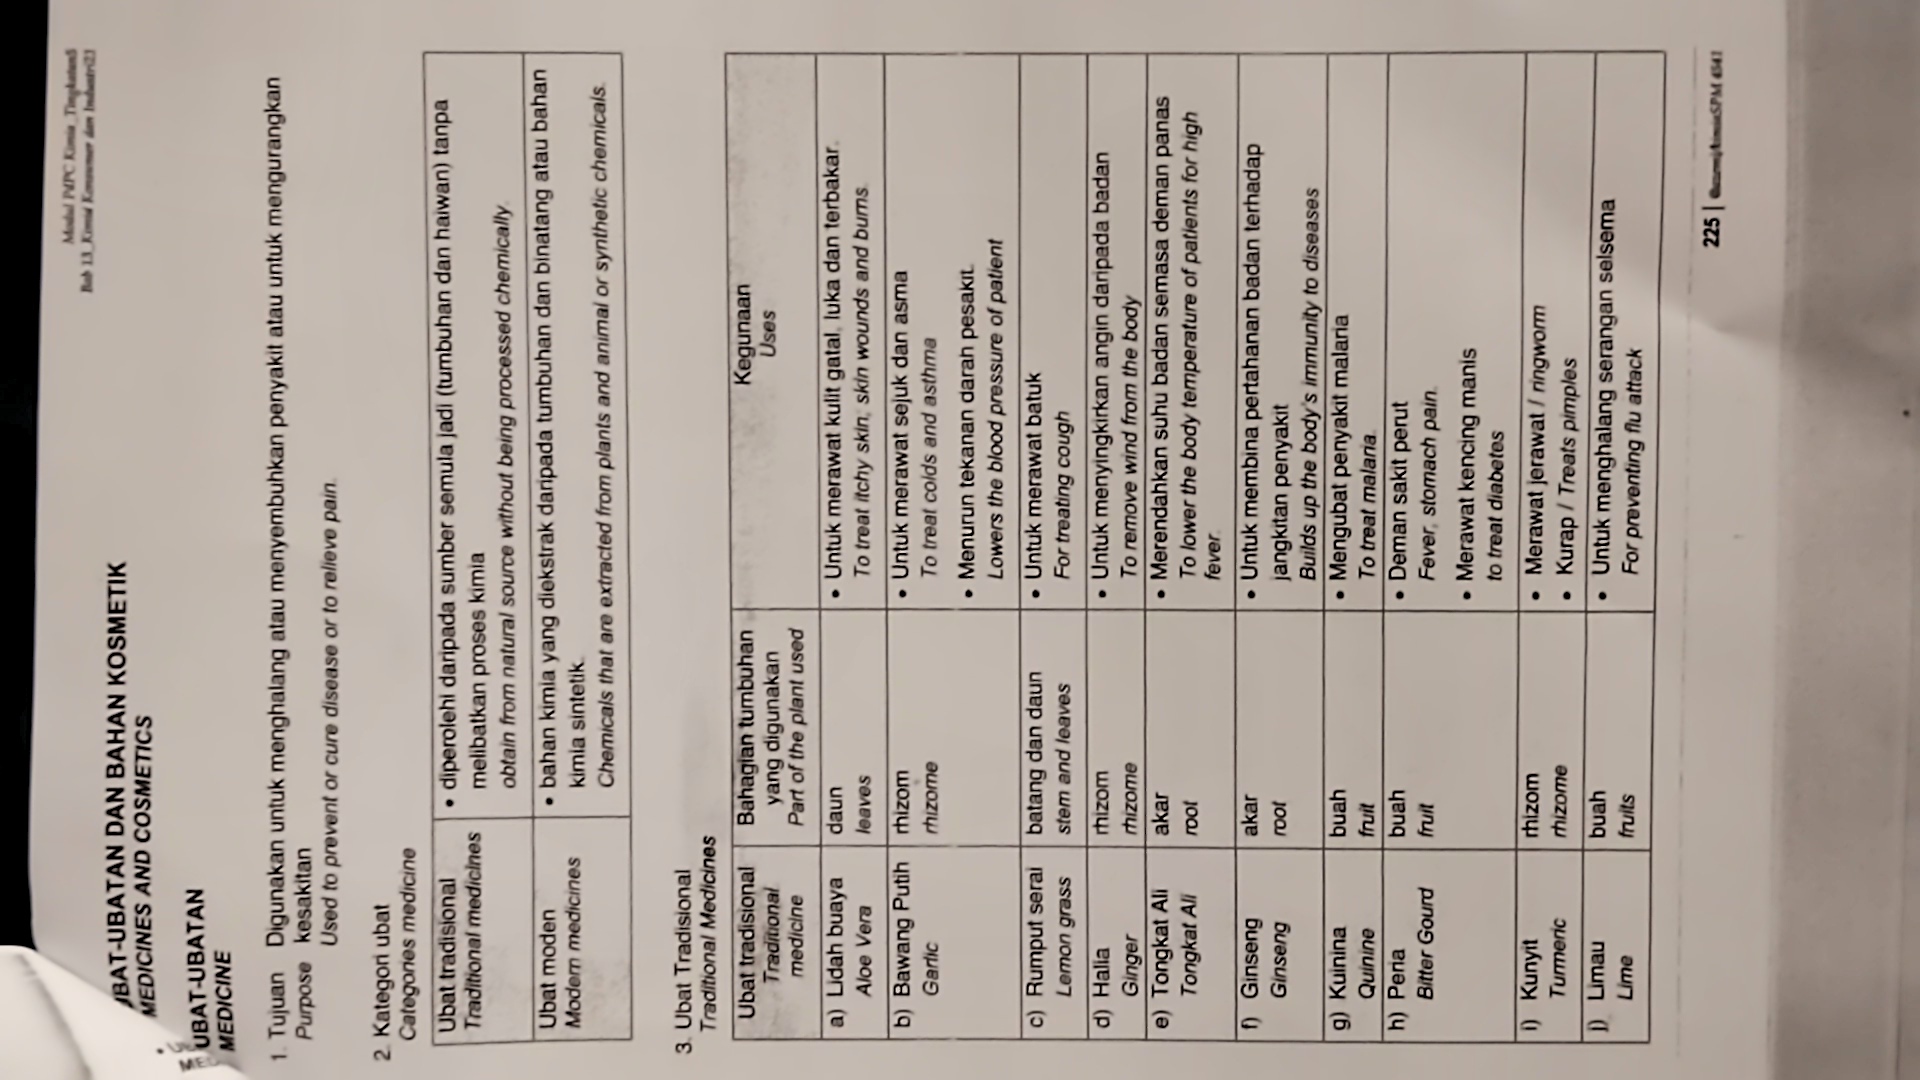 Modul PdPC Kimia_Tingkatan5
Bab 13_Kimia Konsumer dan Industri23
UBAT-UBATAN DAN BAHAN KOSMETIK
MEDICINES AND COSMETICS
UBAT-UBATAN
MEDICINE
1. Tujuan Digunakan untuk menghalang atau menyembuhkan penyakit atau untuk mengurangkan
Purpose kesakitan
Used to prevent or cure disease or to relieve pain.
2. Kategori ubat
Categories medicine
Ubat tradisional
Traditional medicines
• diperolehi daripada sumber semula jadi (tumbuhan dan haiwan) tanpa
melibatkan proses kimia
obtain from natural source without being processed chemically.
Ubat moden
Modern medicines
• bahan kimia yang diekstrak daripada tumbuhan dan binatang atau bahan
kimia sintetik.
Chemicals that are extracted from plants and animal or synthetic chemicals.
3. Ubat Tradisional
Traditional Medicines
Ubat tradisional
Traditional
medicine
Bahagian tumbuhan
yang digunakan
Part of the plant used
Kegunaan
Uses
a) Lidah buaya
Aloe Vera
daun
leaves
• Untuk merawat kulit gatal, luka dan terbakar.
To treat itchy skin; skin wounds and burns.
b) Bawang Putih
Garlic
rhizom
rhizome
• Untuk merawat sejuk dan asma
To treat colds and asthma
• Menurun tekanan darah pesakit.
Lowers the blood pressure of patient
c) Rumput serai
Lemon grass
batang dan daun
stem and leaves
• Untuk merawat batuk
For treating cough
d) Halia
Ginger
rhizom
rhizome
• Untuk menyingkirkan angin daripada badan
To remove wind from the body
e) Tongkat Ali
Tongkat Ali
akar
root
• Merendahkan suhu badan semasa deman panas
To lower the body temperature of patients for high
fever.
f) Ginseng
Ginseng
akar
root
• Untuk membina pertahanan badan terhadap
jangkitan penyakit
Builds up the body's immunity to diseases
g) Kuinina
Quinine
buah
fruit
• Mengubat penyakit malaria
To treat malaria.
h) Peria
Bitter Gourd
buah
fruit
• Deman sakit perut
Fever, stomach pain.
• Merawat kencing manis
to treat diabetes
i) Kunyit
Turmeric
rhizom
rhizome
• Merawat jerawat / ringworm
• Kurap / Treats pimples
j) Limau
Lime
buah
fruits
• Untuk menghalang serangan selsema
For preventing flu attack
225 |